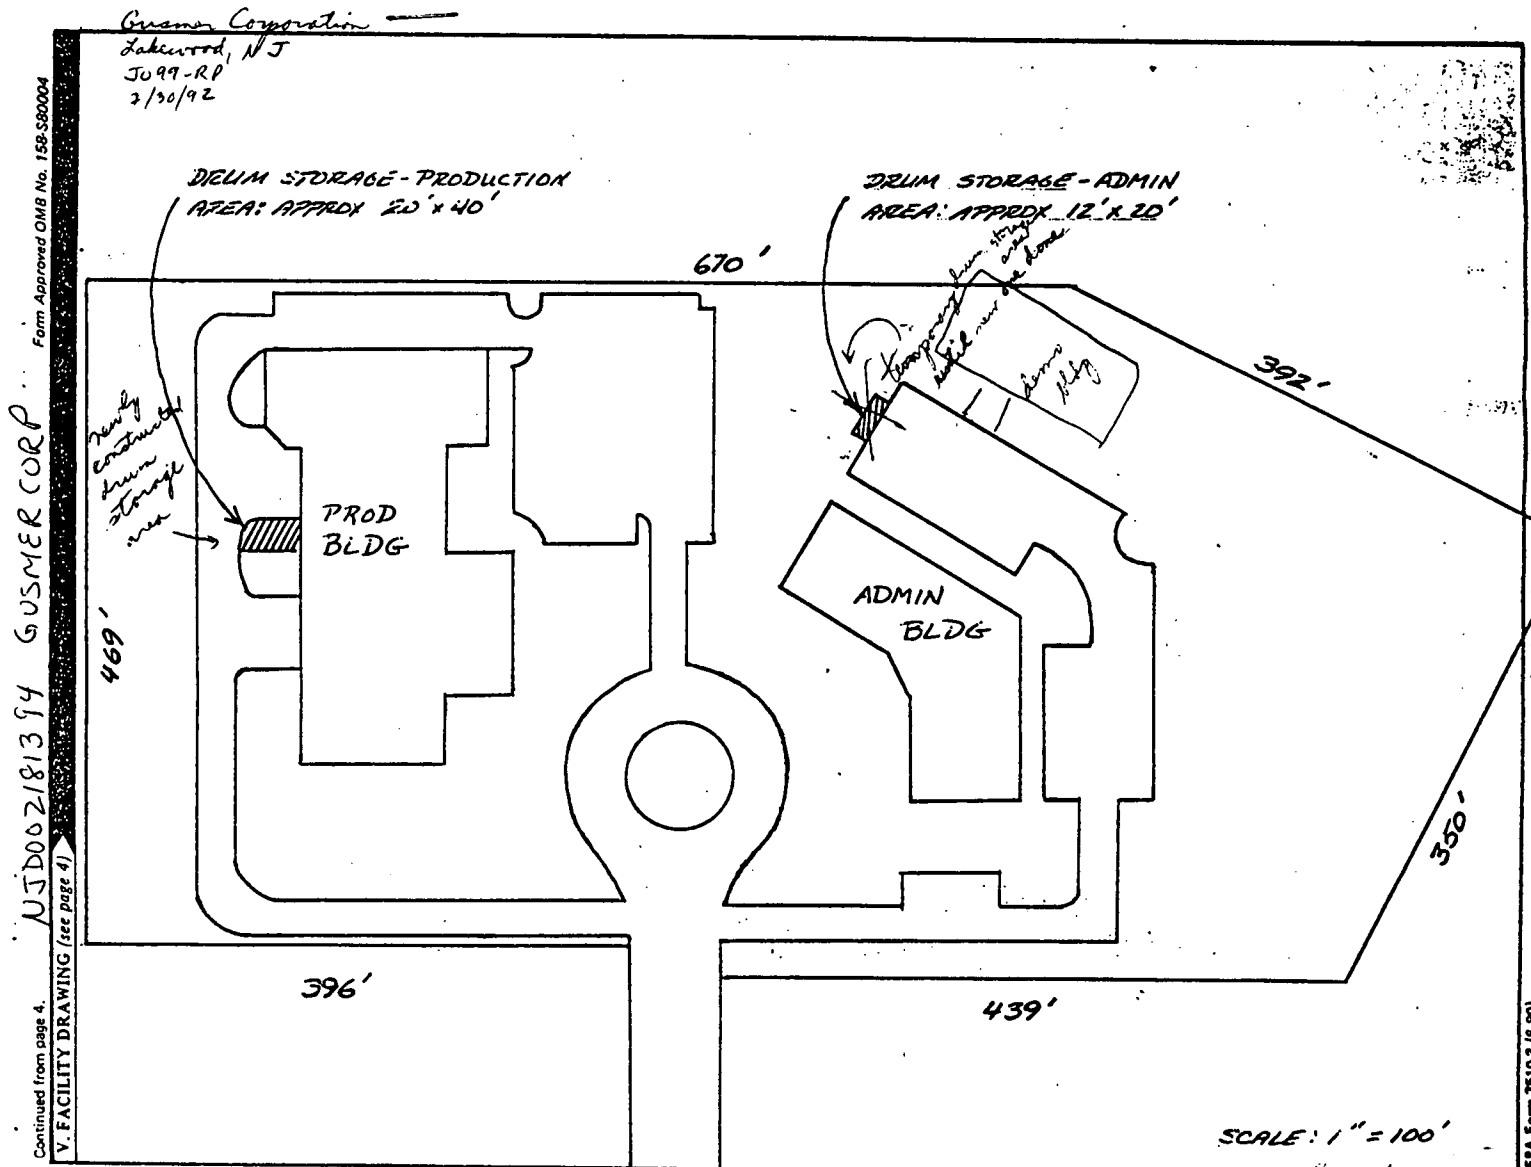 Gusmer Corporation
Lakewood, NJ
JU99-RP
2/30/92
Form Approved OMB No. 158-S80004
NJD002181394 GUSMER CORP
Continued from page 4.
V. FACILITY DRAWING (see page 4)
DRUM STORAGE-PRODUCTION
AREA: APPROX 20' x 40'
DRUM STORAGE-ADMIN
AREA: APPROX 12' x 20'
temporary drum storage
area
until new one done
670'
392'
demo
bldg
newly
constructed
drum
storage
area
PROD
BLDG
ADMIN
BLDG
469'
350'
396'
439'
SCALE: 1" = 100'